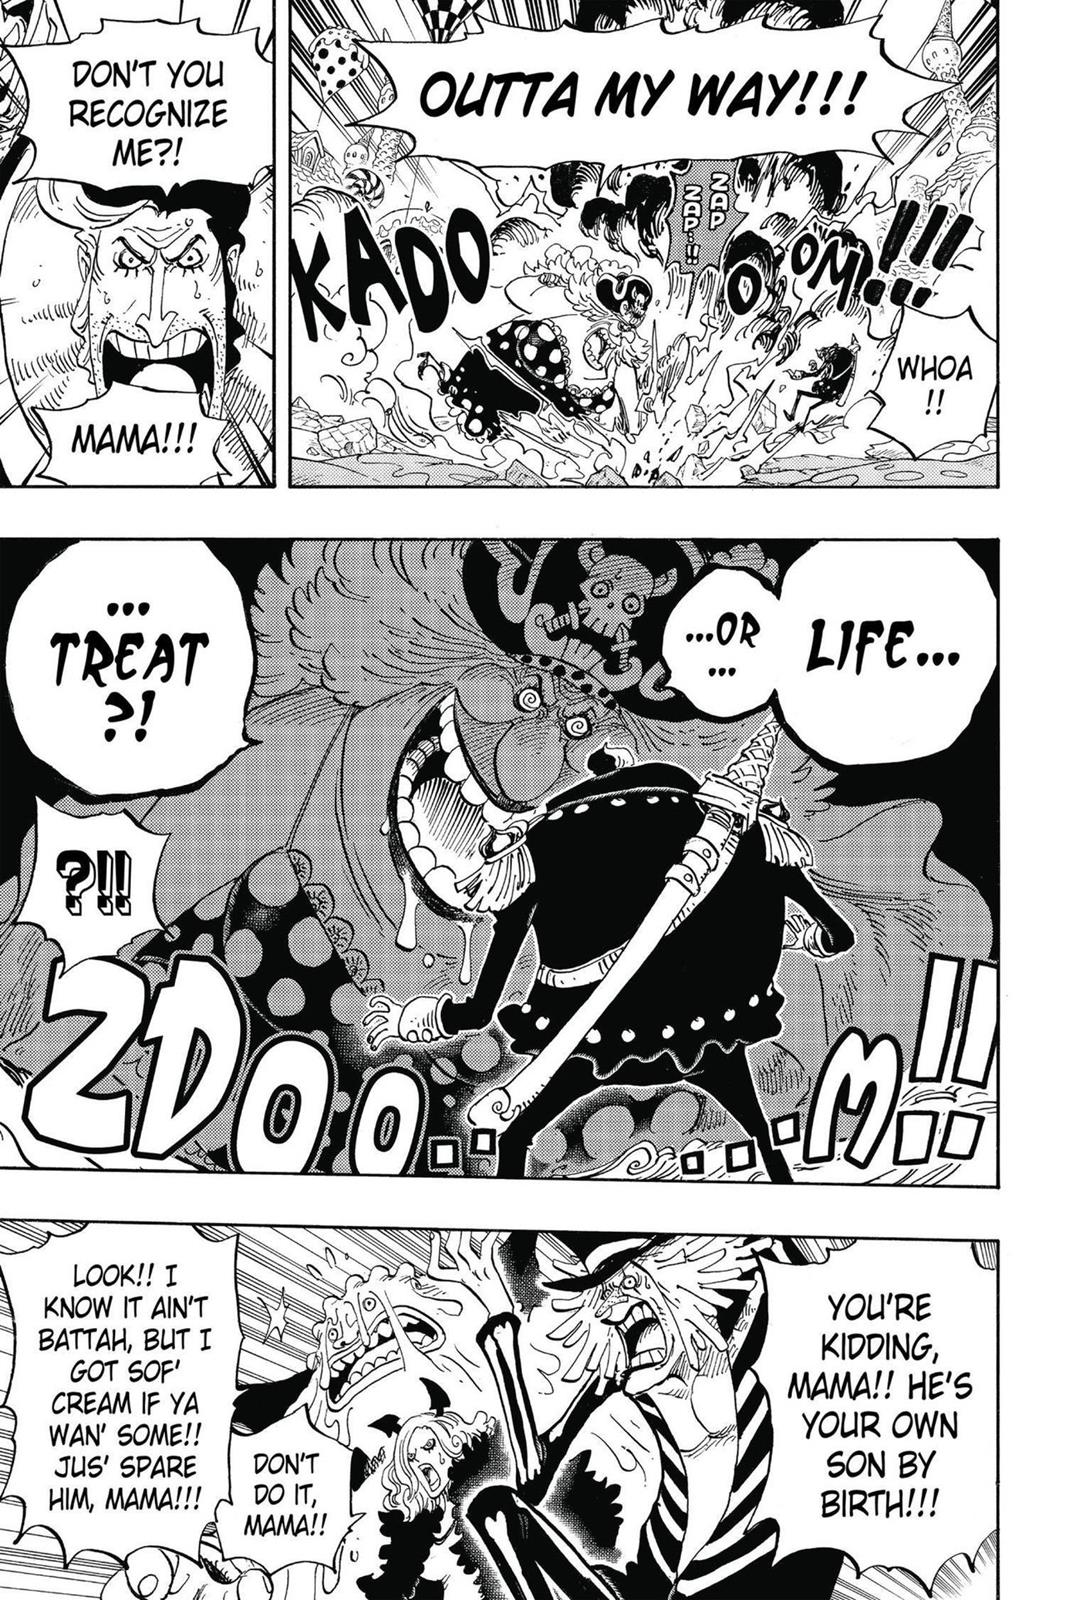 OUTTA MY WAY!!!
ZAP
ZAP!!
KADO
O
OM!!!
WHOA
!!
DON'T YOU
RECOGNIZE
ME?!
MAMA!!!
LIFE...
...OR
...
...
TREAT
?!
?!!
ZDOO...
...M!!
YOU'RE
KIDDING,
MAMA!! HE'S
YOUR OWN
SON BY
BIRTH!!!
DON'T
DO IT,
MAMA!!
LOOK!! I
KNOW IT AIN'T
BATTAH, BUT I
GOT SOF'
CREAM IF YA
WAN' SOME!!
JUS' SPARE
HIM, MAMA!!!